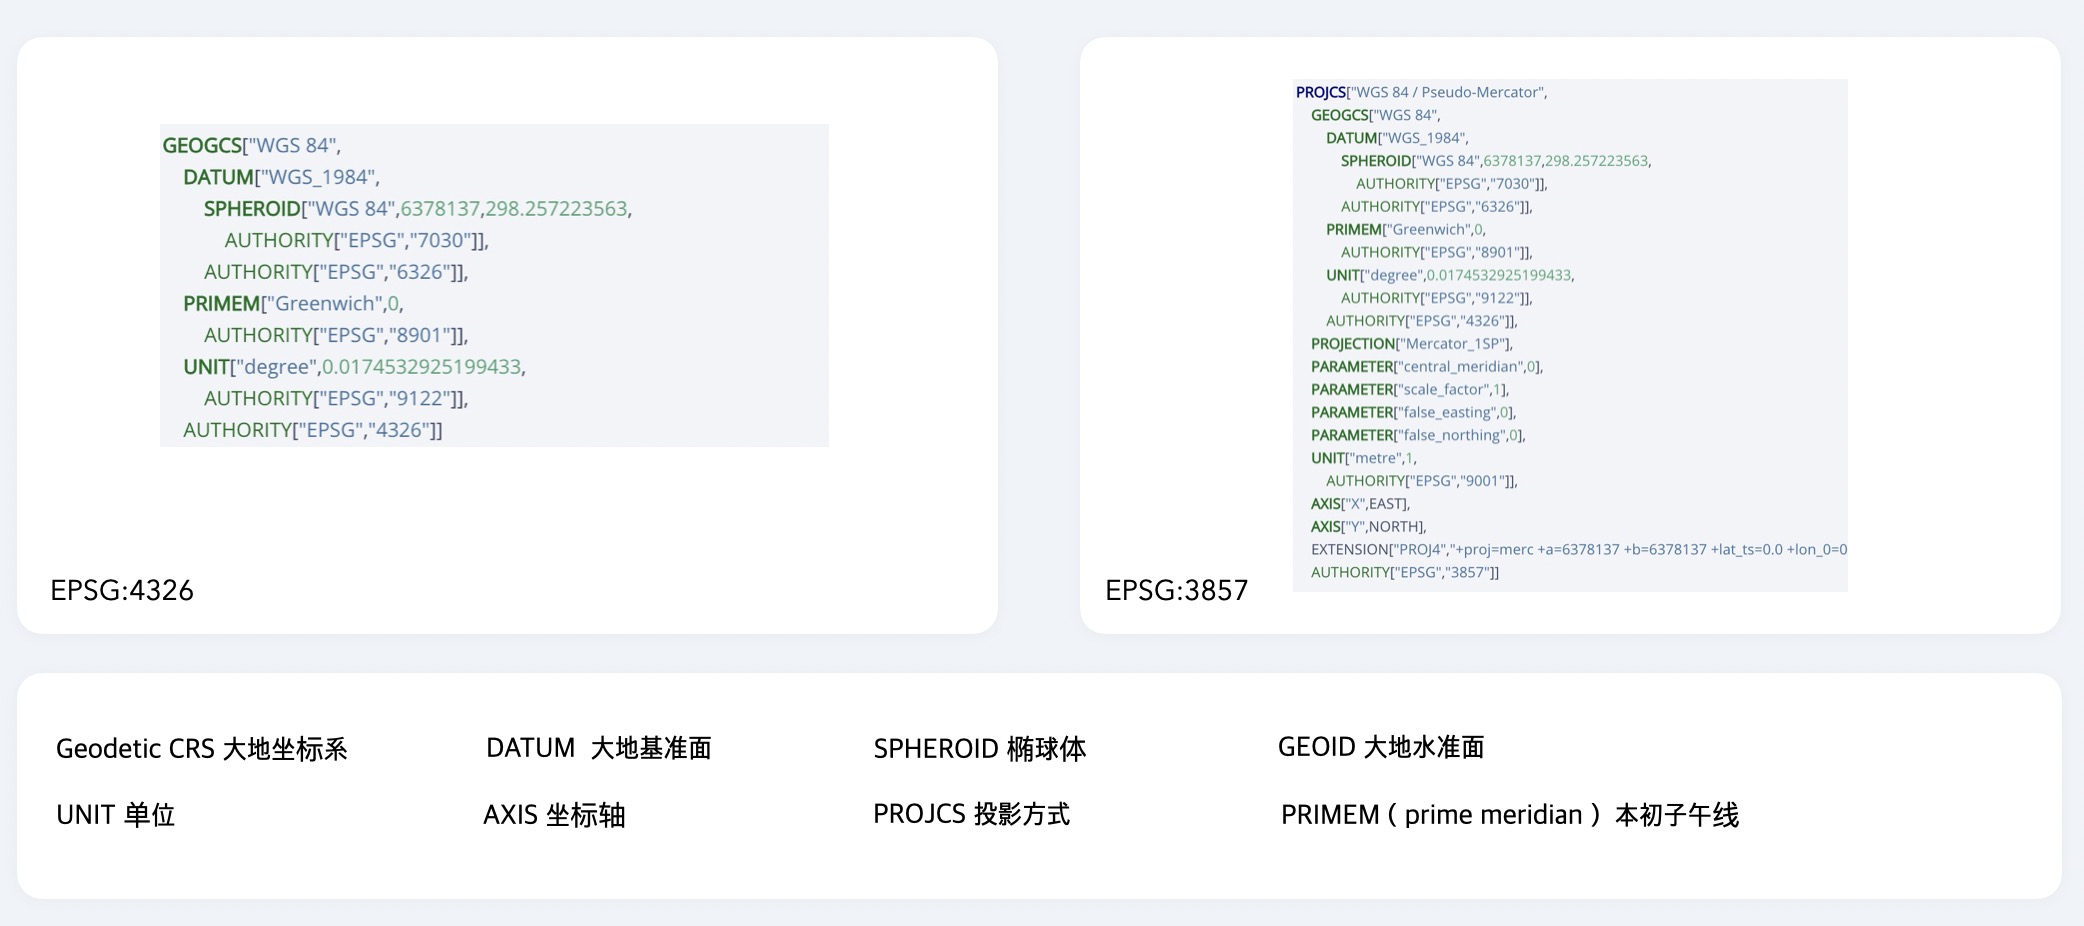 GEOGCS["WGS 84",
DATUM["WGS_1984",
SPHEROID["WGS 84",6378137,298.257223563,
AUTHORITY["EPSG","7030"]],
AUTHORITY["EPSG","6326"]],
PRIMEM["Greenwich",0,
AUTHORITY["EPSG","8901"]],
UNIT["degree",0.0174532925199433,
AUTHORITY["EPSG","9122"]],
AUTHORITY["EPSG","4326"]]
EPSG:4326
PROJCS["WGS 84 / Pseudo-Mercator",
GEOGCS["WGS 84",
DATUM["WGS_1984",
SPHEROID["WGS 84",6378137,298.257223563,
AUTHORITY["EPSG","7030"]],
AUTHORITY["EPSG","6326"]],
PRIMEM["Greenwich",0,
AUTHORITY["EPSG","8901"]],
UNIT["degree",0.0174532925199433,
AUTHORITY["EPSG","9122"]],
AUTHORITY["EPSG","4326"]],
PROJECTION["Mercator_1SP"],
PARAMETER["central_meridian",0],
PARAMETER["scale_factor",1],
PARAMETER["false_easting",0],
PARAMETER["false_northing",0],
UNIT["metre",1,
AUTHORITY["EPSG","9001"]],
AXIS["X",EAST],
AXIS["Y",NORTH],
EXTENSION["PROJ4","+proj=merc +a=6378137 +b=6378137 +lat_ts=0.0 +lon_0=0
AUTHORITY["EPSG","3857"]]
EPSG:3857
Geodetic CRS 大地坐标系
DATUM 大地基准面
SPHEROID 椭球体
GEOID 大地水准面
UNIT 单位
AXIS 坐标轴
PROJCS 投影方式
PRIMEM ( prime meridian ) 本初子午线